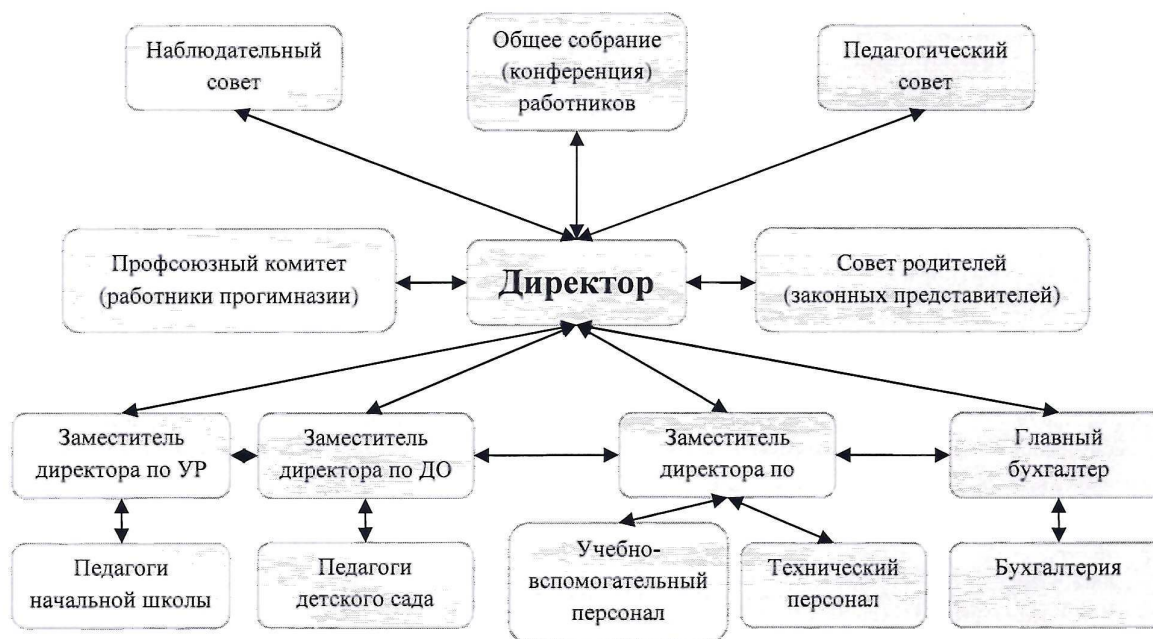 Наблюдательный
совет
Общее собрание
(конференция)
работников
Педагогический
совет
Профсоюзный комитет
(работники прогимназии)
Директор
Совет родителей
(законных представителей)
Заместитель
директора по УР
Заместитель
директора по ДО
Заместитель
директора по
Главный
бухгалтер
Педагоги
начальной школы
Педагоги
детского сада
Учебно-
вспомогательный
персонал
Технический
персонал
Бухгалтерия